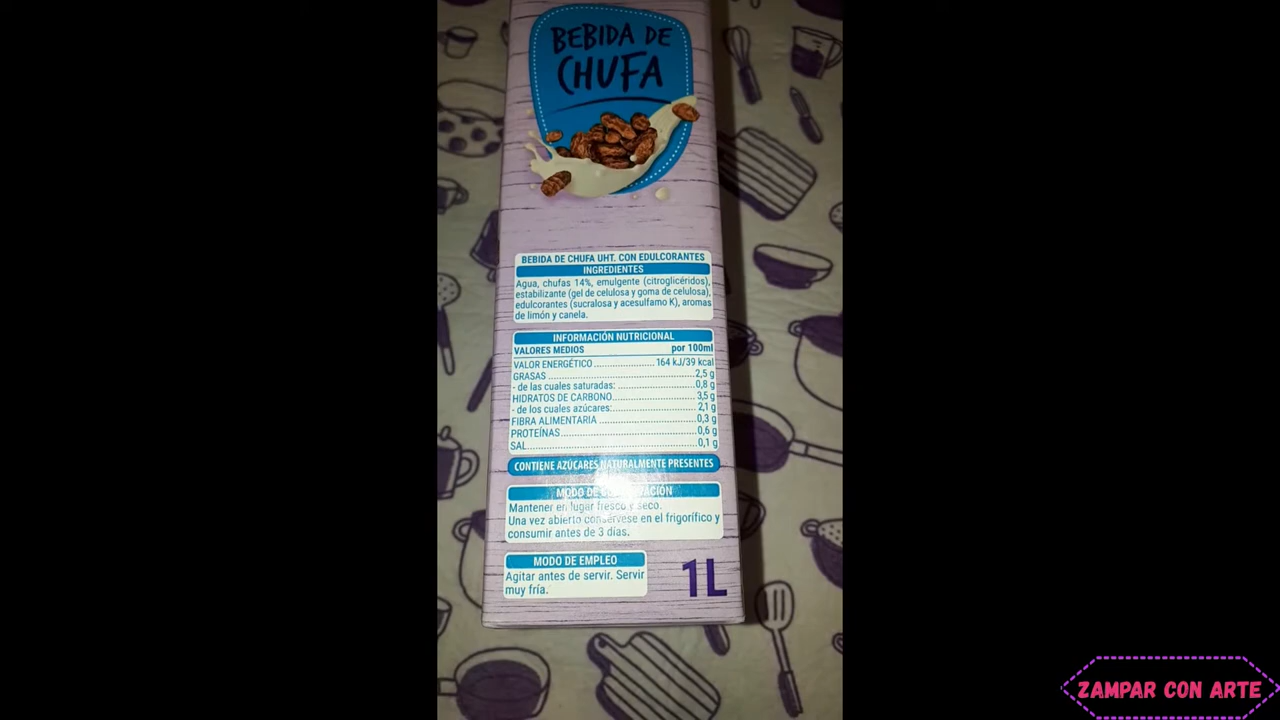 BEBIDA DE
CHUFA
BEBIDA DE CHUFA UHT. CON EDULCORANTES
INGREDIENTES
Agua, chufas 14%, emulgente (citroglicéridos),
estabilizante (gel de celulosa y goma de celulosa),
edulcorantes (sucralosa y acesulfamo K), aromas
de limón y canela.
INFORMACIÓN NUTRICIONAL
VALORES MEDIOS por 100ml
VALOR ENERGÉTICO ................... 164 kJ/39 kcal
GRASAS ................................................. 2,5 g
- de las cuales saturadas: ......................... 0,8 g
HIDRATOS DE CARBONO......................... 3,5 g
- de los cuales azúcares:........................... 2,1 g
FIBRA ALIMENTARIA .............................. 0,3 g
PROTEÍNAS............................................. 0,6 g
SAL........................................................ 0,1 g
CONTIENE AZÚCARES NATURALMENTE PRESENTES
MODO DE
Mantener en lugar fresco y seco.
Una vez abierto consérvese en el frigorífico y
consumir antes de 3 días.
MODO DE EMPLEO
Agitar antes de servir. Servir
muy fría.
1L
ZAMPAR CON ARTE